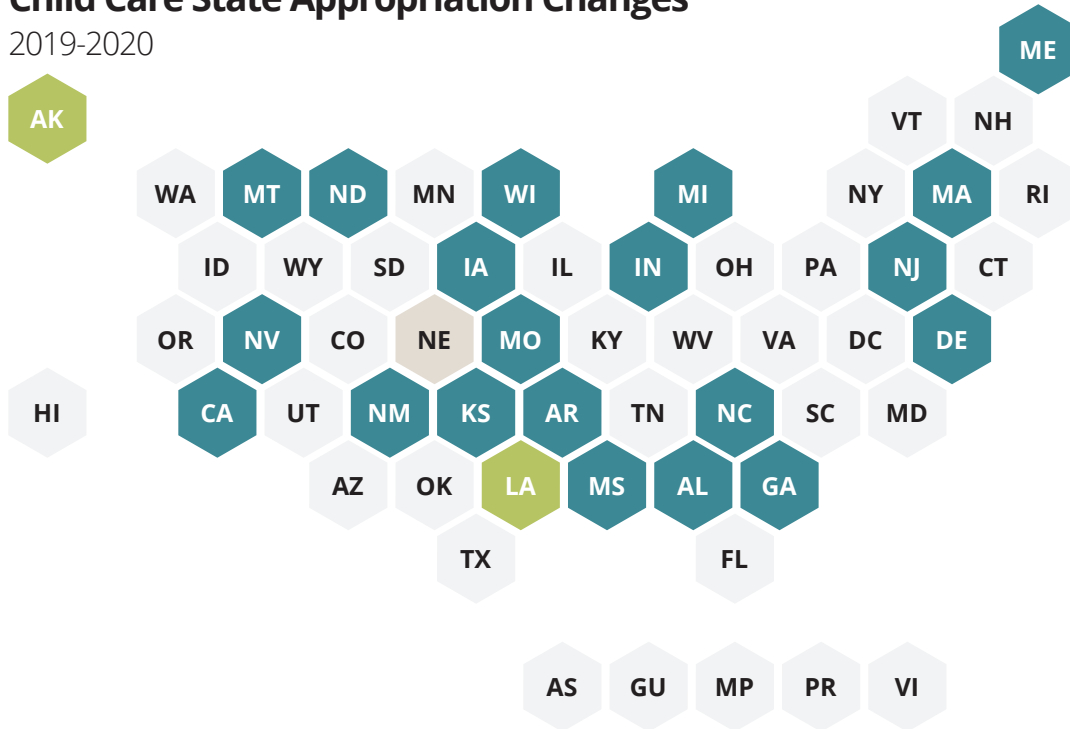 Child Care State Appropriation Changes
2019-2020
ME
AK
VT NH
WA MT ND MN WI MI NY MA RI
ID WY SD IA IL IN OH PA NJ CT
OR NV CO NE MO KY WV VA DC DE
HI CA UT NM KS AR TN NC SC MD
AZ OK LA MS AL GA
TX FL
AS GU MP PR VI